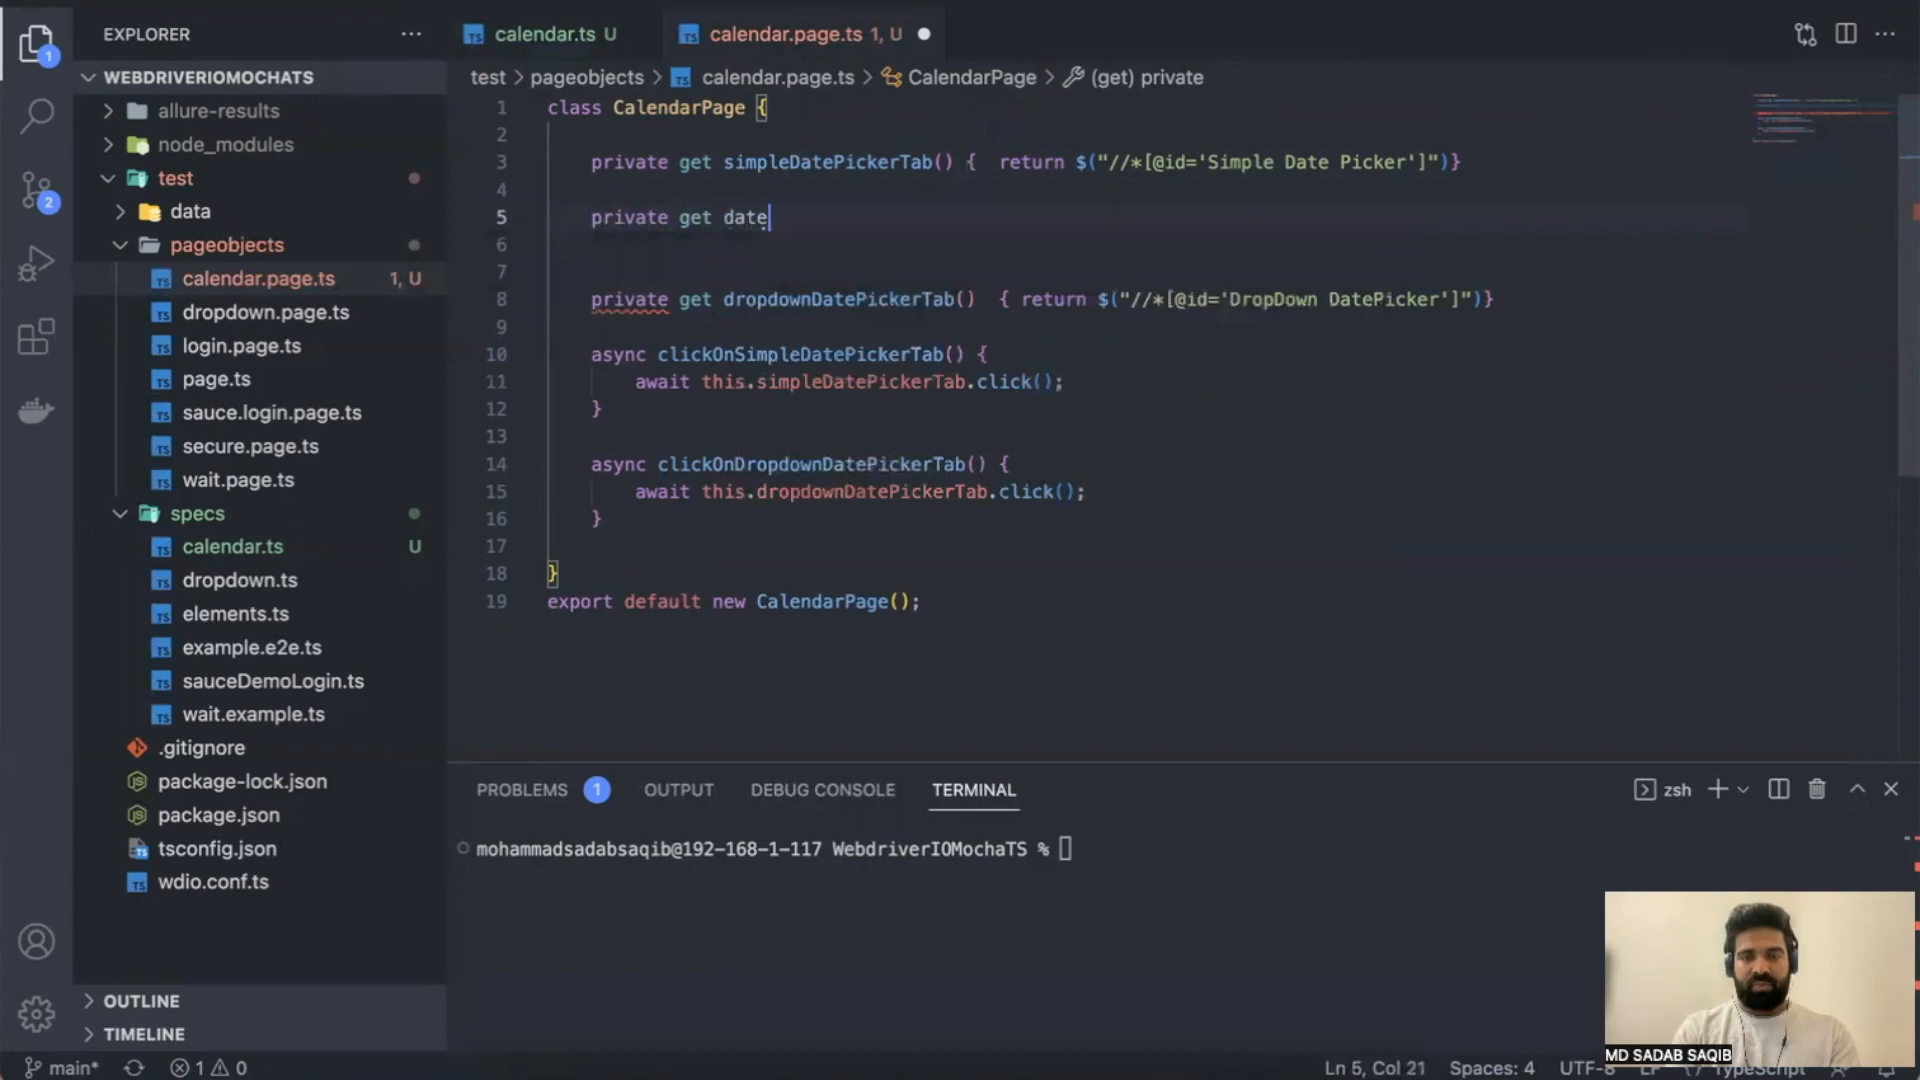 EXPLORER
WEBDRIVERIOMOCHATS
allure-results
node_modules
test
data
pageobjects
calendar.page.ts 1, U
dropdown.page.ts
login.page.ts
page.ts
sauce.login.page.ts
secure.page.ts
wait.page.ts
specs
calendar.ts U
dropdown.ts
elements.ts
example.e2e.ts
sauceDemoLogin.ts
wait.example.ts
.gitignore
package-lock.json
package.json
tsconfig.json
wdio.conf.ts
OUTLINE
TIMELINE
1
2
calendar.ts U
calendar.page.ts 1, U
test > pageobjects > calendar.page.ts > CalendarPage > (get) private
1 class CalendarPage {
2
3 private get simpleDatePickerTab() { return $("//*[@id='Simple Date Picker']")}
4
5 private get date
6
7
8 private get dropdownDatePickerTab() { return $("//*[@id='DropDown DatePicker']")}
9
10 async clickOnSimpleDatePickerTab() {
11 await this.simpleDatePickerTab.click();
12 }
13
14 async clickOnDropdownDatePickerTab() {
15 await this.dropdownDatePickerTab.click();
16 }
17
18 }
19 export default new CalendarPage();
PROBLEMS 1 OUTPUT DEBUG CONSOLE TERMINAL
zsh
mohammadsadabsaqib@192-168-1-117 WebdriverIOMochaTS %
MD SADAB SAQIB
main* 1 0
Ln 5, Col 21 Spaces: 4 UTF-8 LF {} TypeScript